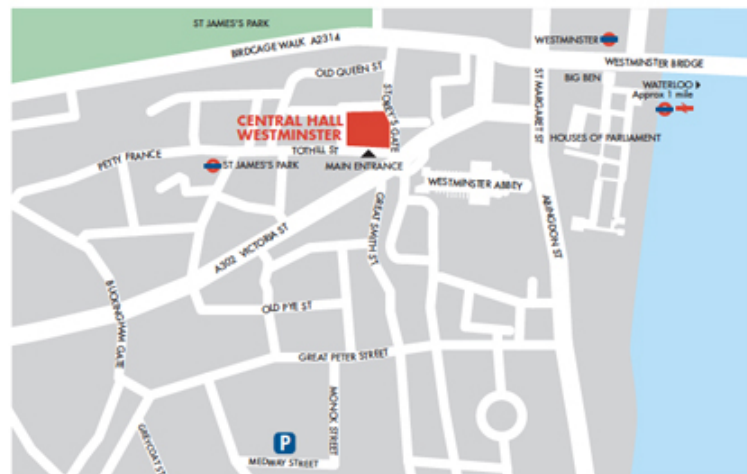 ST JAMES'S PARK
BIRDCAGE WALK A2314
WESTMINSTER
WESTMINSTER BRIDGE
OLD QUEEN ST
BIG BEN
WATERLOO
Approx 1 mile
STOREY'S GATE
ST MARGARET ST
CENTRAL HALL
WESTMINSTER
HOUSES OF PARLIAMENT
TOTHILL ST
PETTY FRANCE
ST JAMES'S PARK
MAIN ENTRANCE
WESTMINSTER ABBEY
GREAT SMITH ST
ABINGDON ST
A302 VICTORIA ST
BUCKINGHAM GATE
OLD PYE ST
GREAT PETER STREET
MONCK STREET
GREYCOAT ST
P
MEDWAY STREET